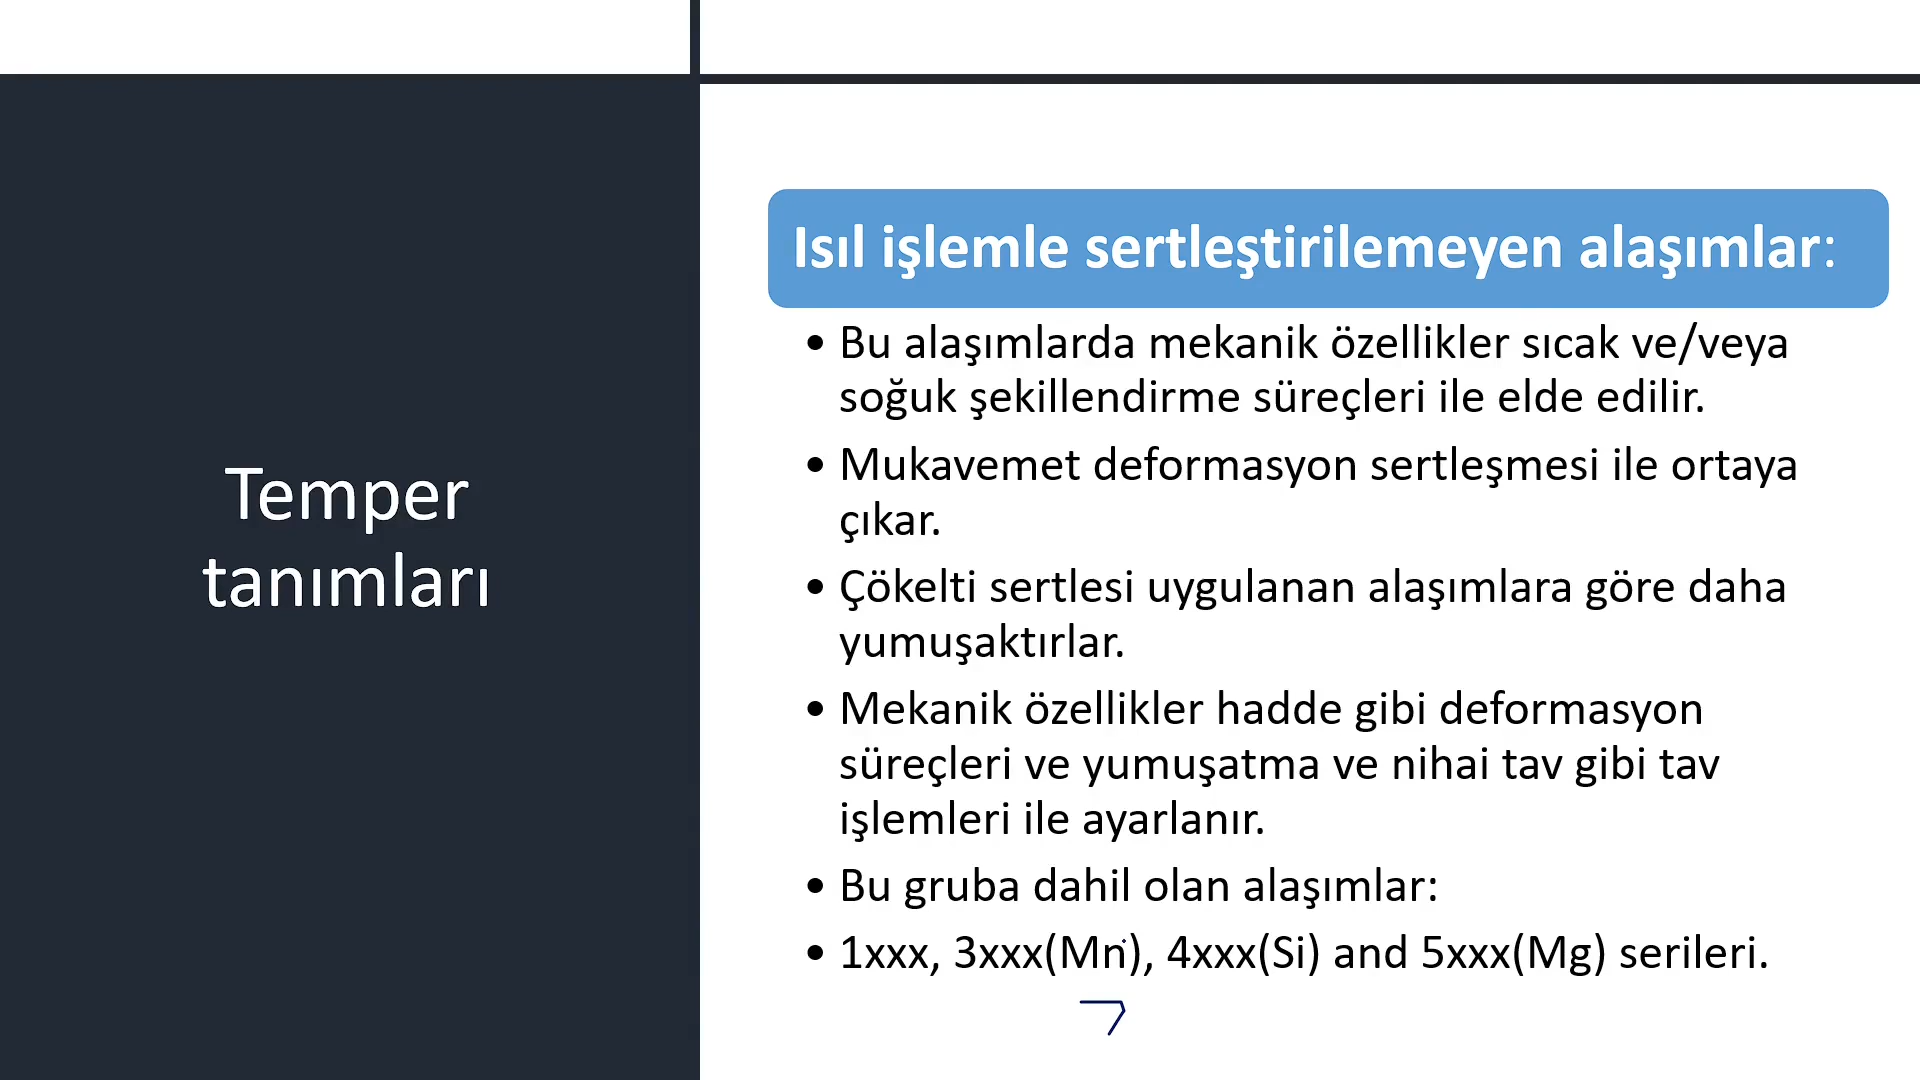 Temper
tanımları
Isıl işlemle sertleştirilemeyen alaşımlar:
• Bu alaşımlarda mekanik özellikler sıcak ve/veya
soğuk şekillendirme süreçleri ile elde edilir.
• Mukavemet deformasyon sertleşmesi ile ortaya
çıkar.
• Çökelti sertlesi uygulanan alaşımlara göre daha
yumuşaktırlar.
• Mekanik özellikler hadde gibi deformasyon
süreçleri ve yumuşatma ve nihai tav gibi tav
işlemleri ile ayarlanır.
• Bu gruba dahil olan alaşımlar:
• 1xxx, 3xxx(Mn), 4xxx(Si) and 5xxx(Mg) serileri.